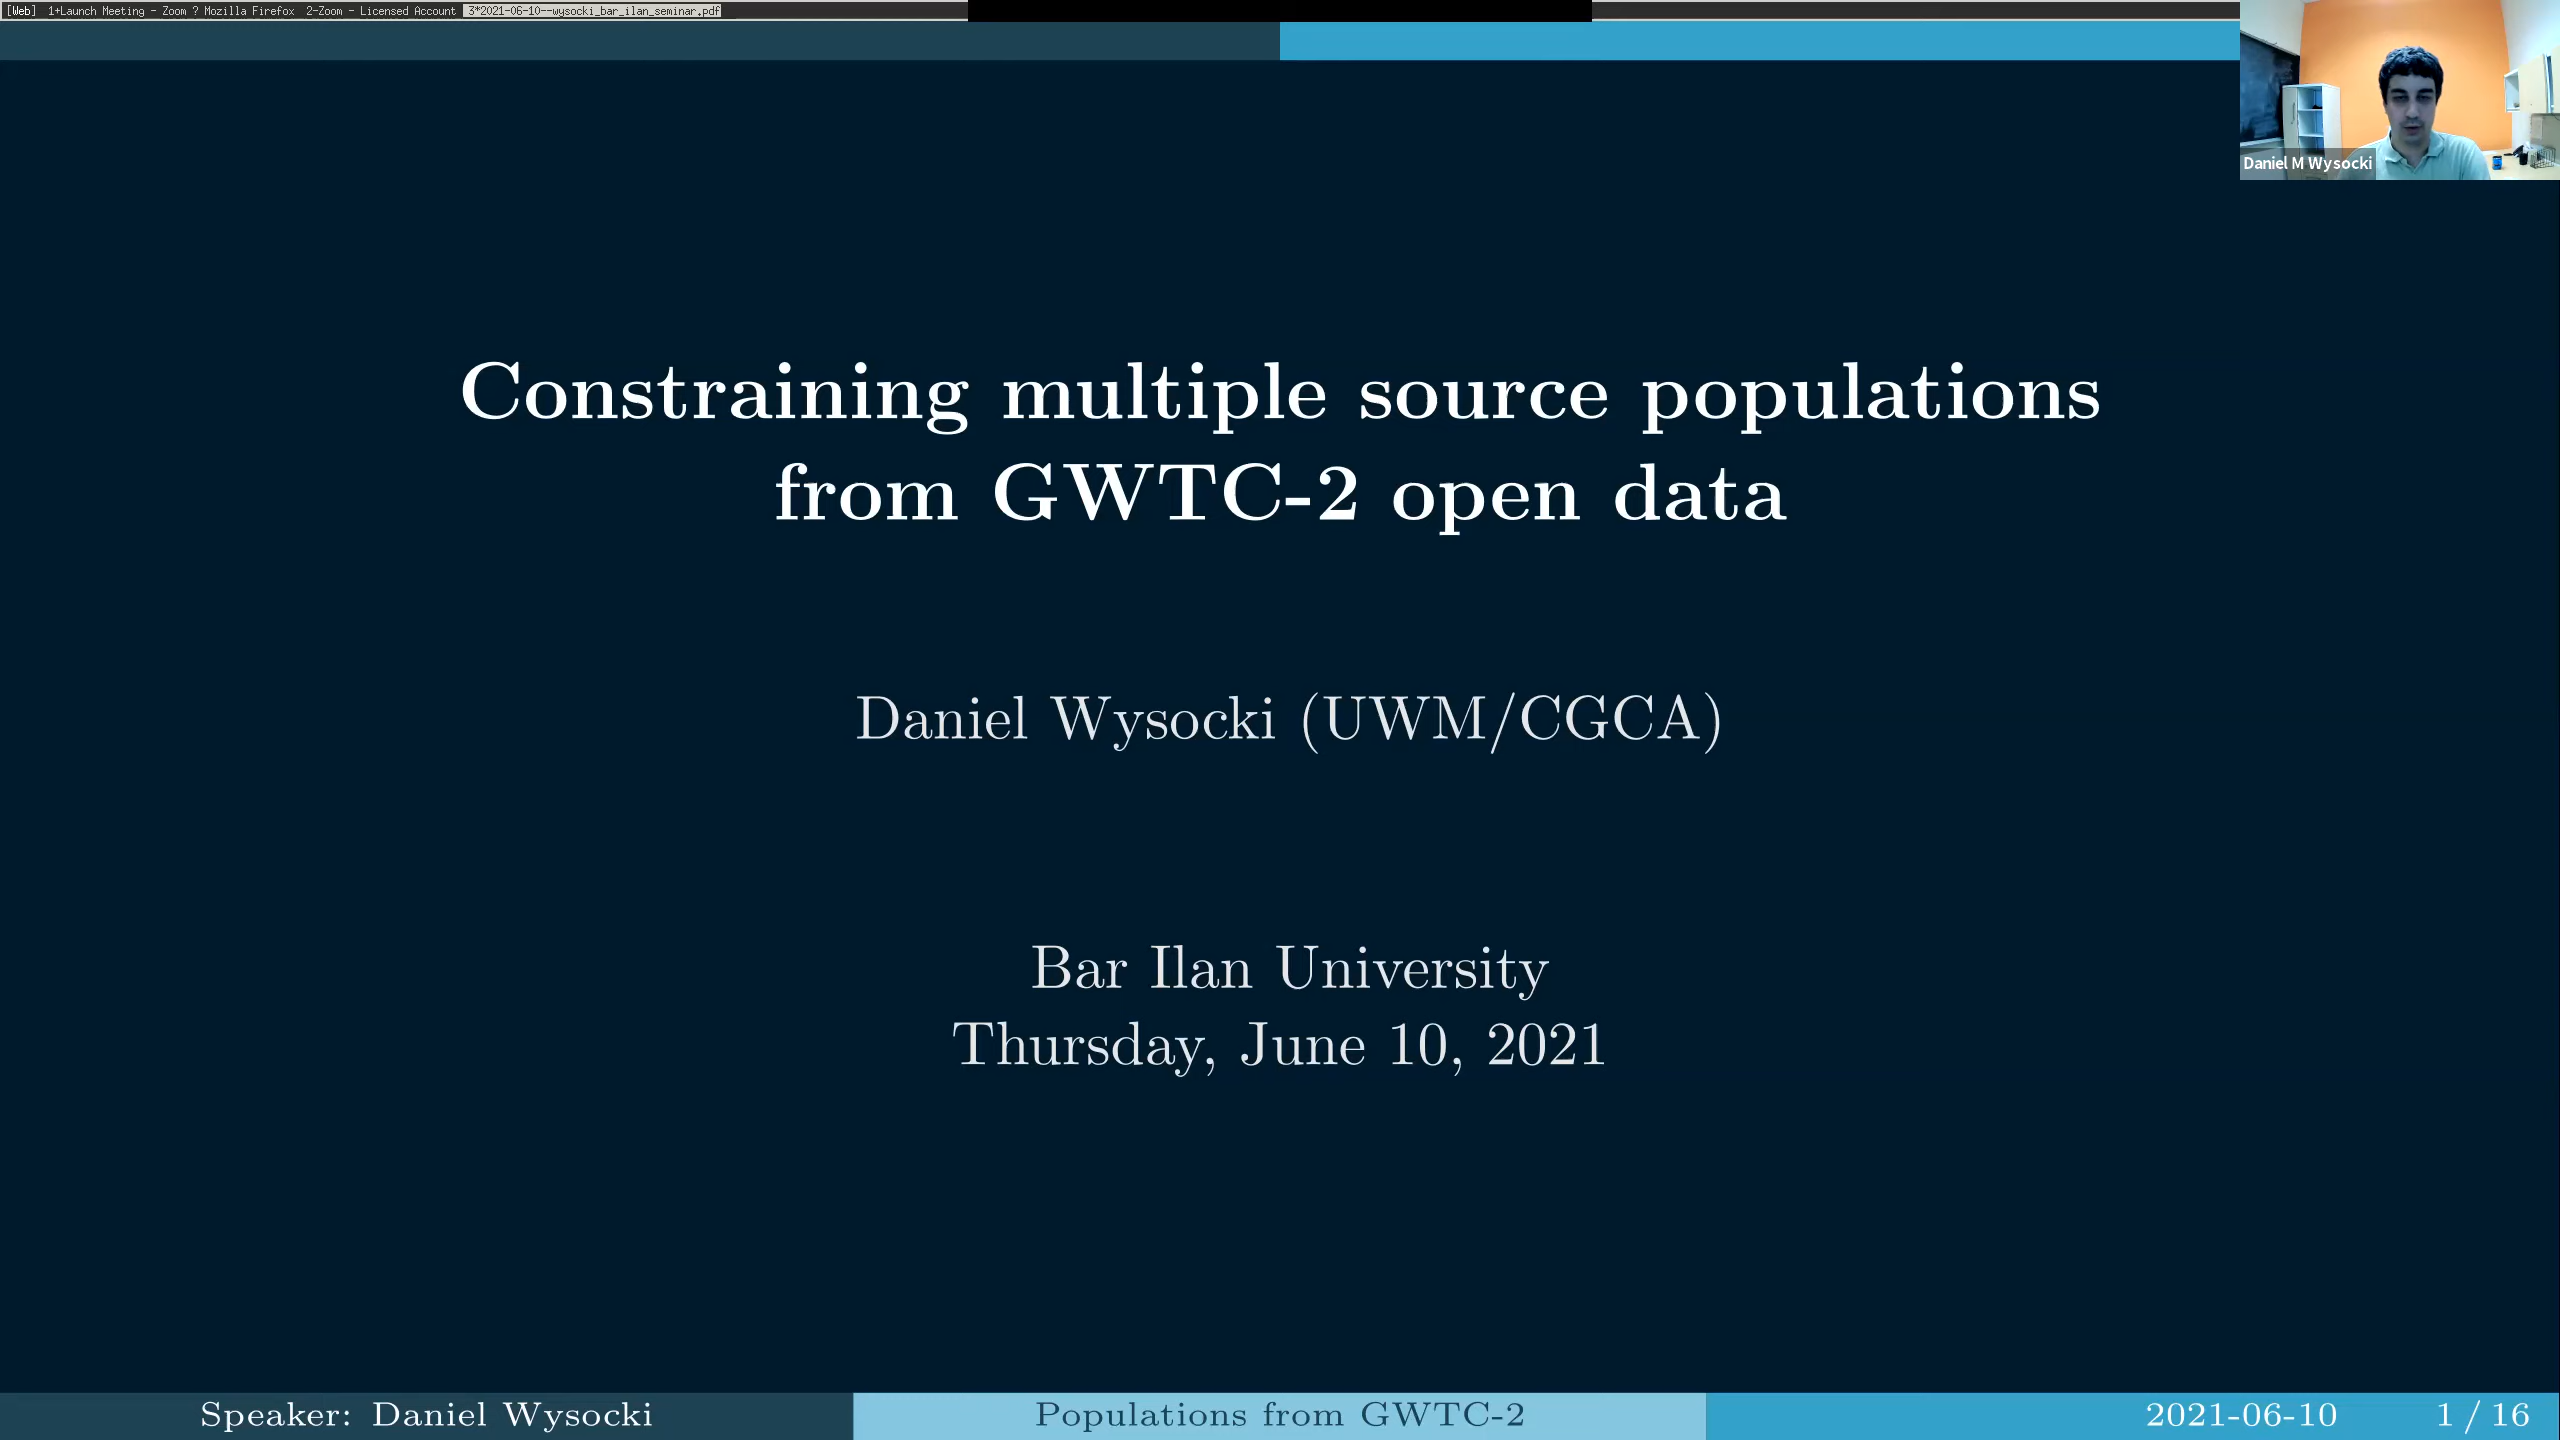 [Web] 1+Launch Meeting - Zoom ? Mozilla Firefox 2-Zoom - Licensed Account 3*2021-06-10--wysocki_bar_ilan_seminar.pdf
Daniel M Wysocki
Constraining multiple source populations
from GWTC-2 open data
Daniel Wysocki (UWM/CGCA)
Bar Ilan University
Thursday, June 10, 2021
Speaker: Daniel Wysocki Populations from GWTC-2 2021-06-10 1 / 16